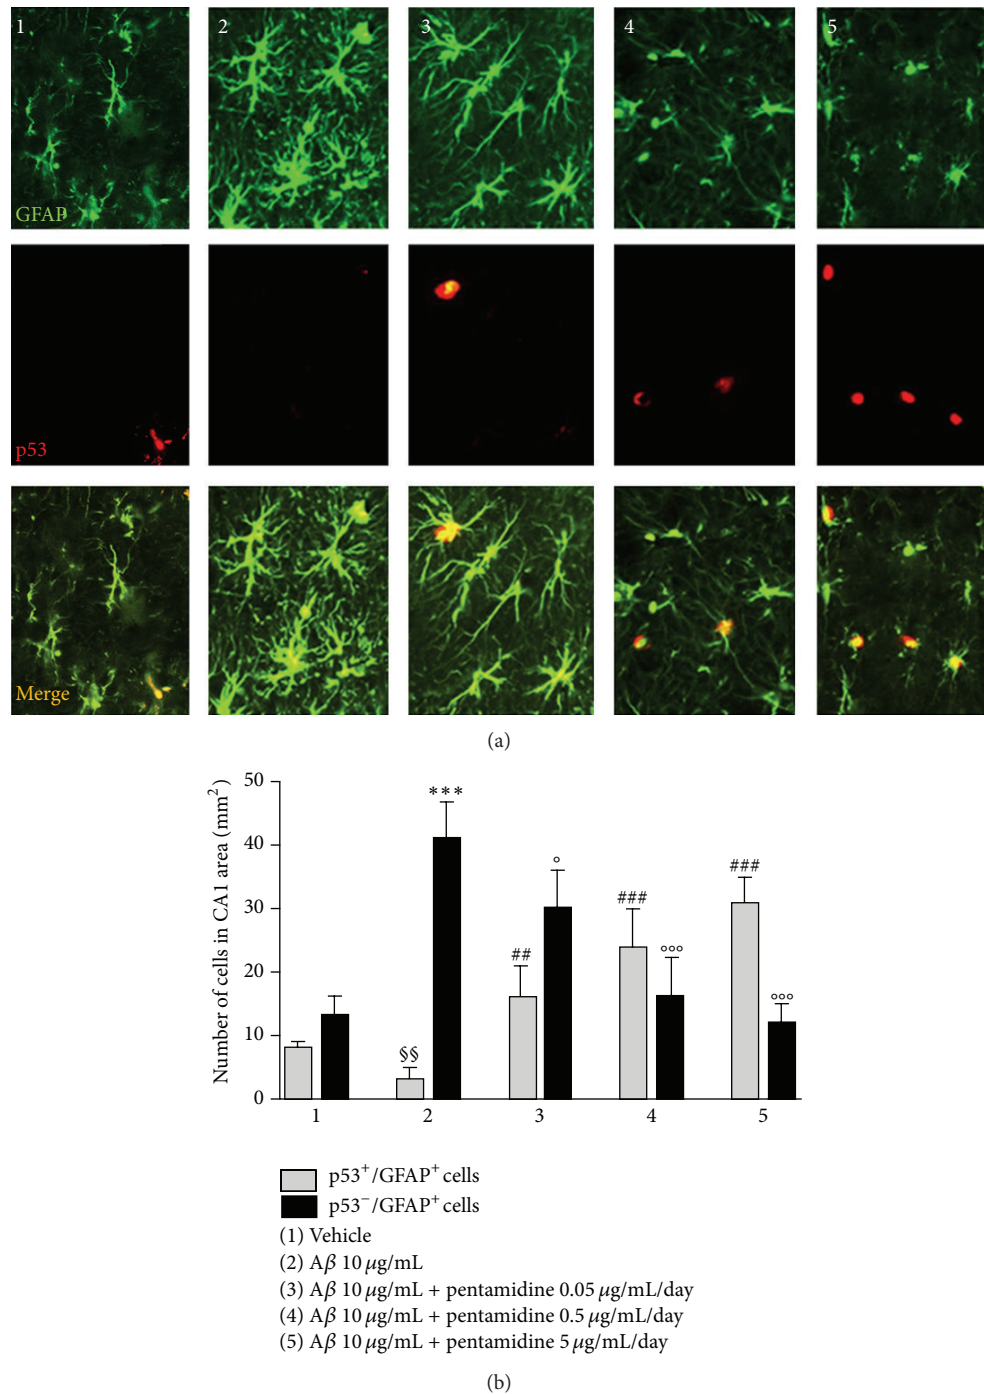 1 2 3 4 5
GFAP
p53
Merge
(a)
Number of cells in CA1 area (mm²)
50
40
30
20
10
0
§§
***
##
°
###
°°°
###
°°°
1 2 3 4 5
p53⁺/GFAP⁺ cells
p53⁻/GFAP⁺ cells
(1) Vehicle
(2) Aβ 10 μg/mL
(3) Aβ 10 μg/mL + pentamidine 0.05 μg/mL/day
(4) Aβ 10 μg/mL + pentamidine 0.5 μg/mL/day
(5) Aβ 10 μg/mL + pentamidine 5 μg/mL/day
(b)